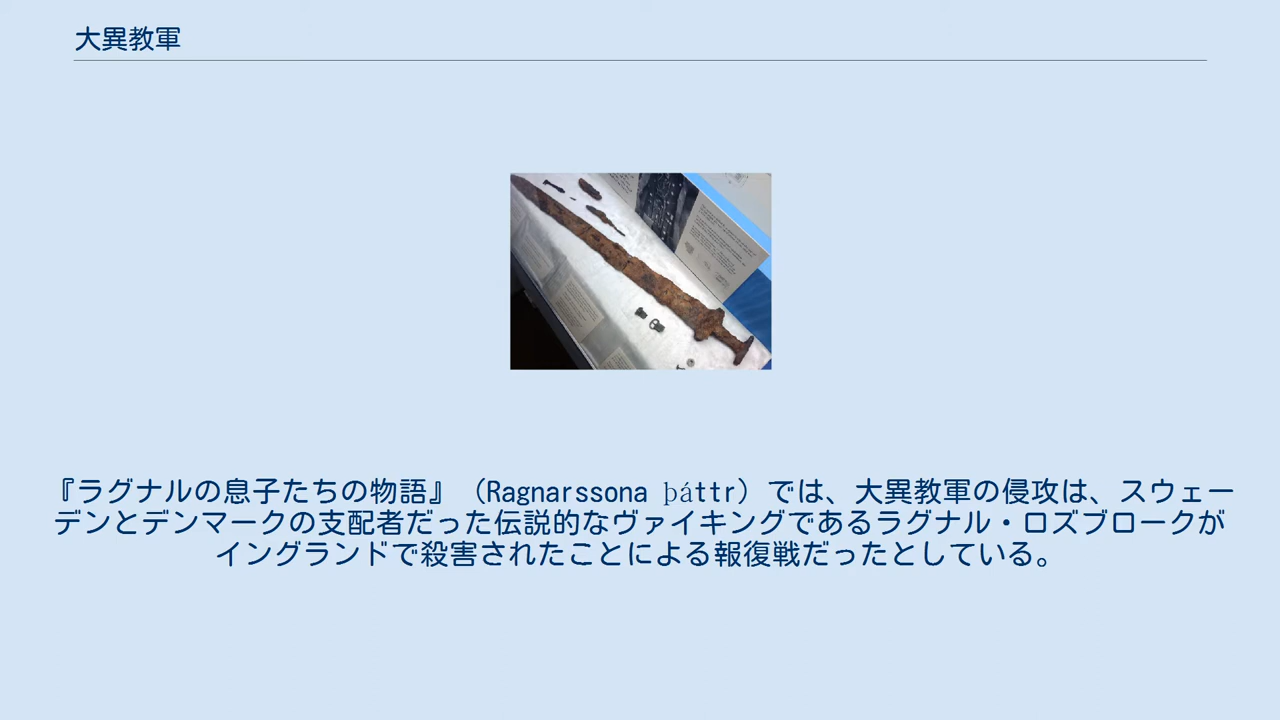 大異教軍
『ラグナルの息子たちの物語』（Ragnarssona þáttr）では、大異教軍の侵攻は、スウェー
デンとデンマークの支配者だった伝説的なヴァイキングであるラグナル・ロズブロークが
イングランドで殺害されたことによる報復戦だったとしている。